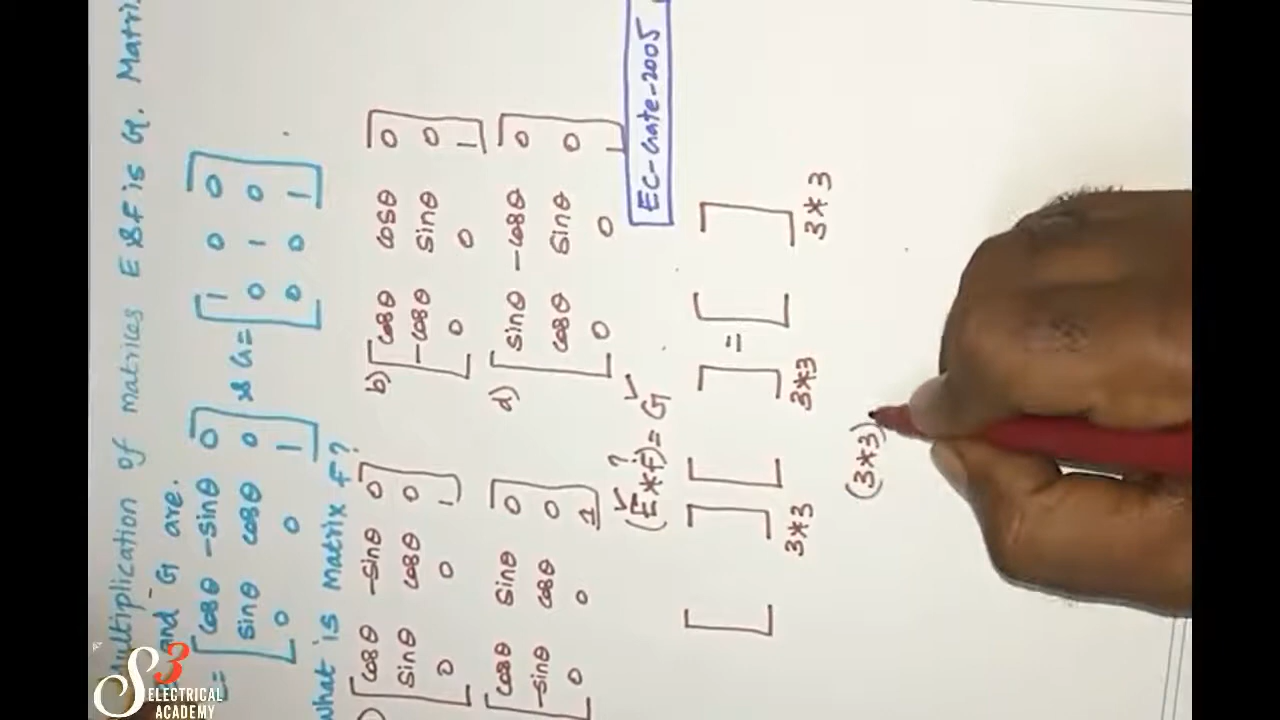 Multiplication of matrices E & F is G. Matri
E and G are.
E = [cosθ -sinθ 0
sinθ cosθ 0
0 0 1] & G = [1 0 0
0 1 0
0 0 1]
What is Matrix F?
) [cosθ -sinθ 0
sinθ cosθ 0
0 0 1]
b) [cosθ cosθ 0
-cosθ sinθ 0
0 0 1]
[cosθ sinθ 0
-sinθ cosθ 0
0 0 1]
d) [sinθ -cosθ 0
cosθ sinθ 0
0 0 1]
✓ ? ✓
(E*F) = G
EC-Gate-2005
[ ] [ ] = [ ]
3*3 3*3 3*3
(3*3)
S3
ELECTRICAL
ACADEMY